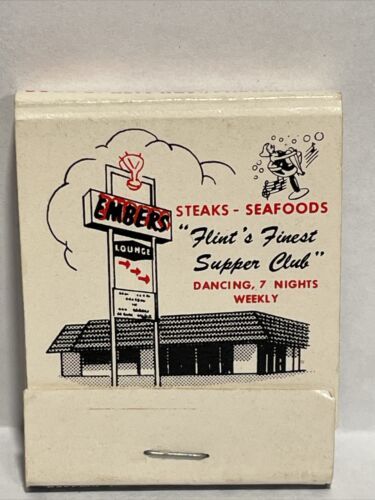 EMBERS
LOUNGE
STEAKS - SEAFOODS
"Flint's Finest
Supper Club"
DANCING, 7 NIGHTS
WEEKLY